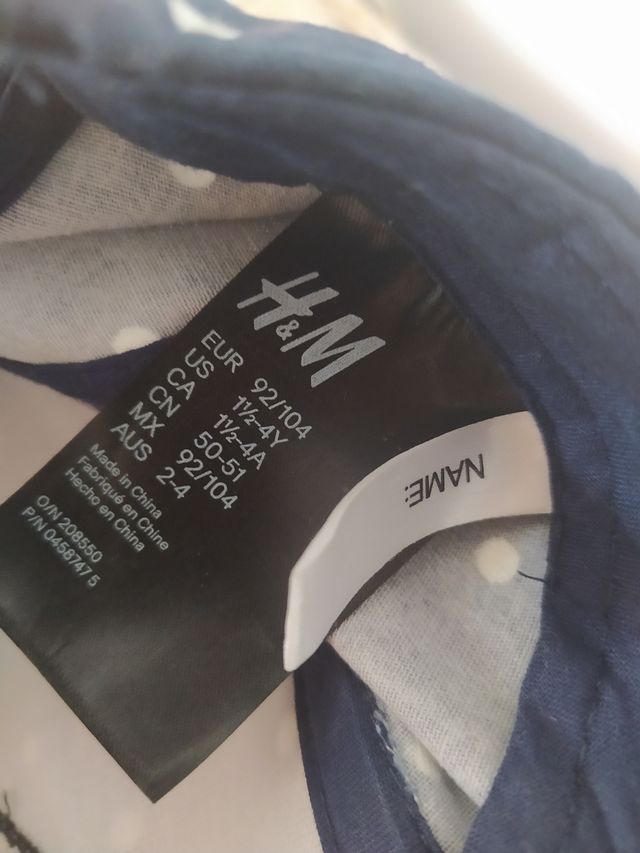 H&M
EUR 92/104
US 1½-4Y
CA 1½-4A
CN 50-51
MX 92/104
AUS 2-4
Made in China
Fabriqué en Chine
Hecho en China
O/N 208550
P/N 0458747 5
NAME: